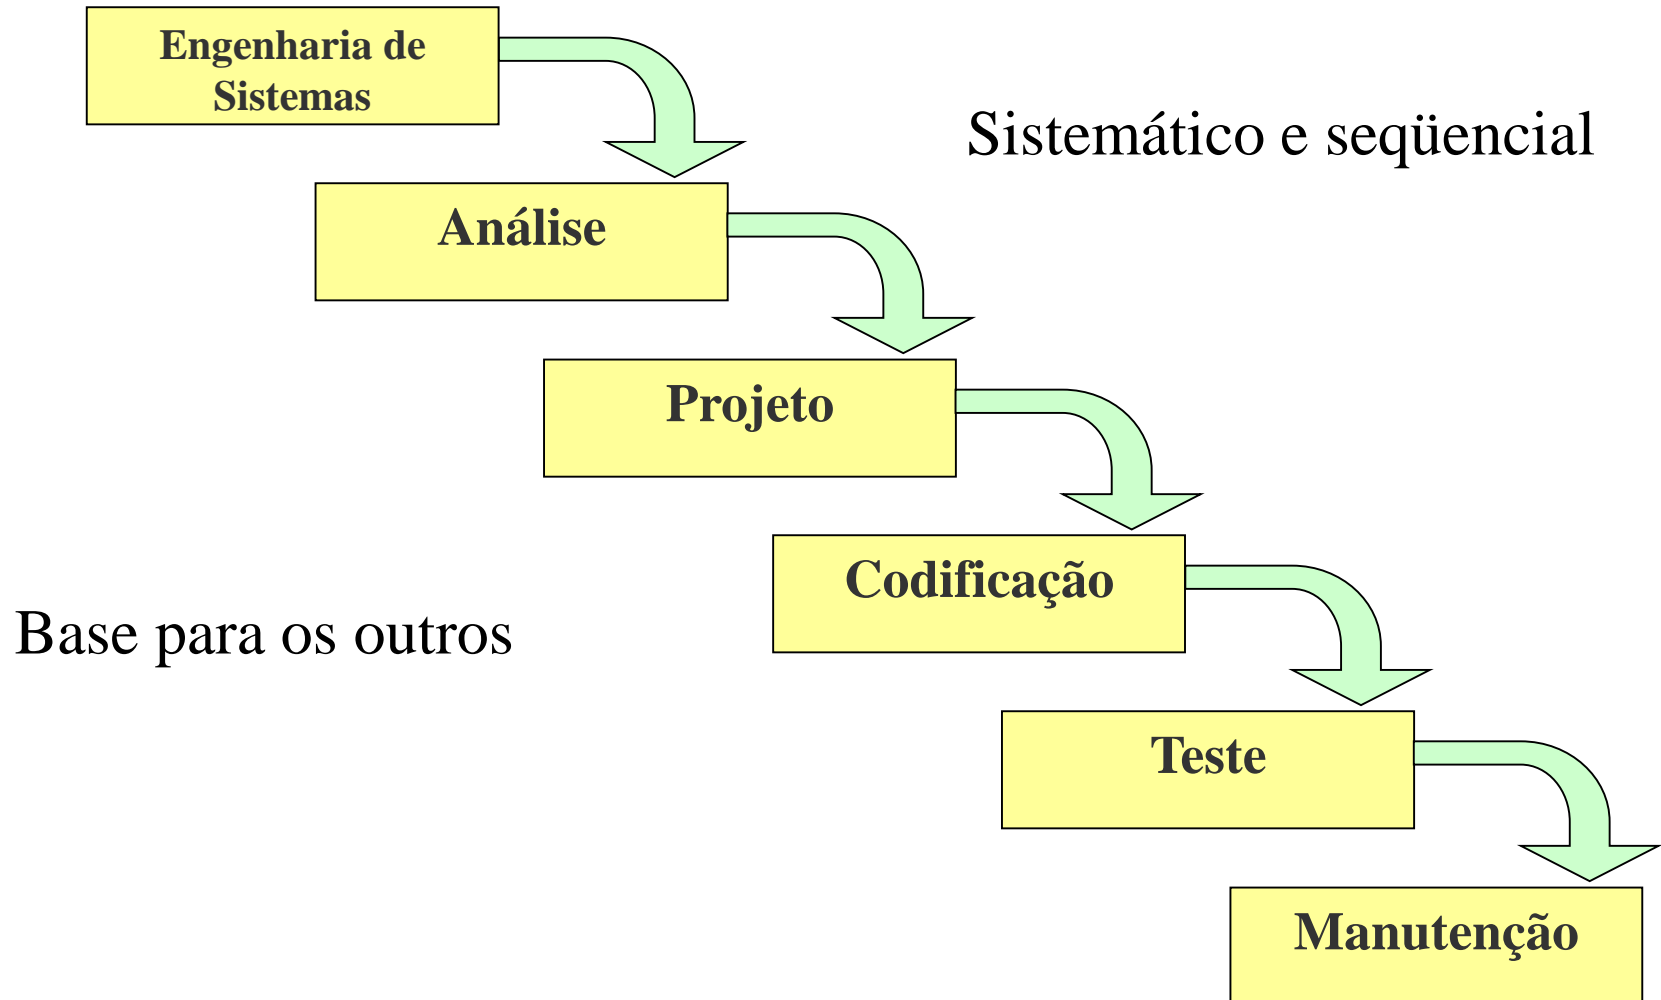 Engenharia de
Sistemas
Sistemático e seqüencial
Análise
Projeto
Codificação
Base para os outros
Teste
Manutenção